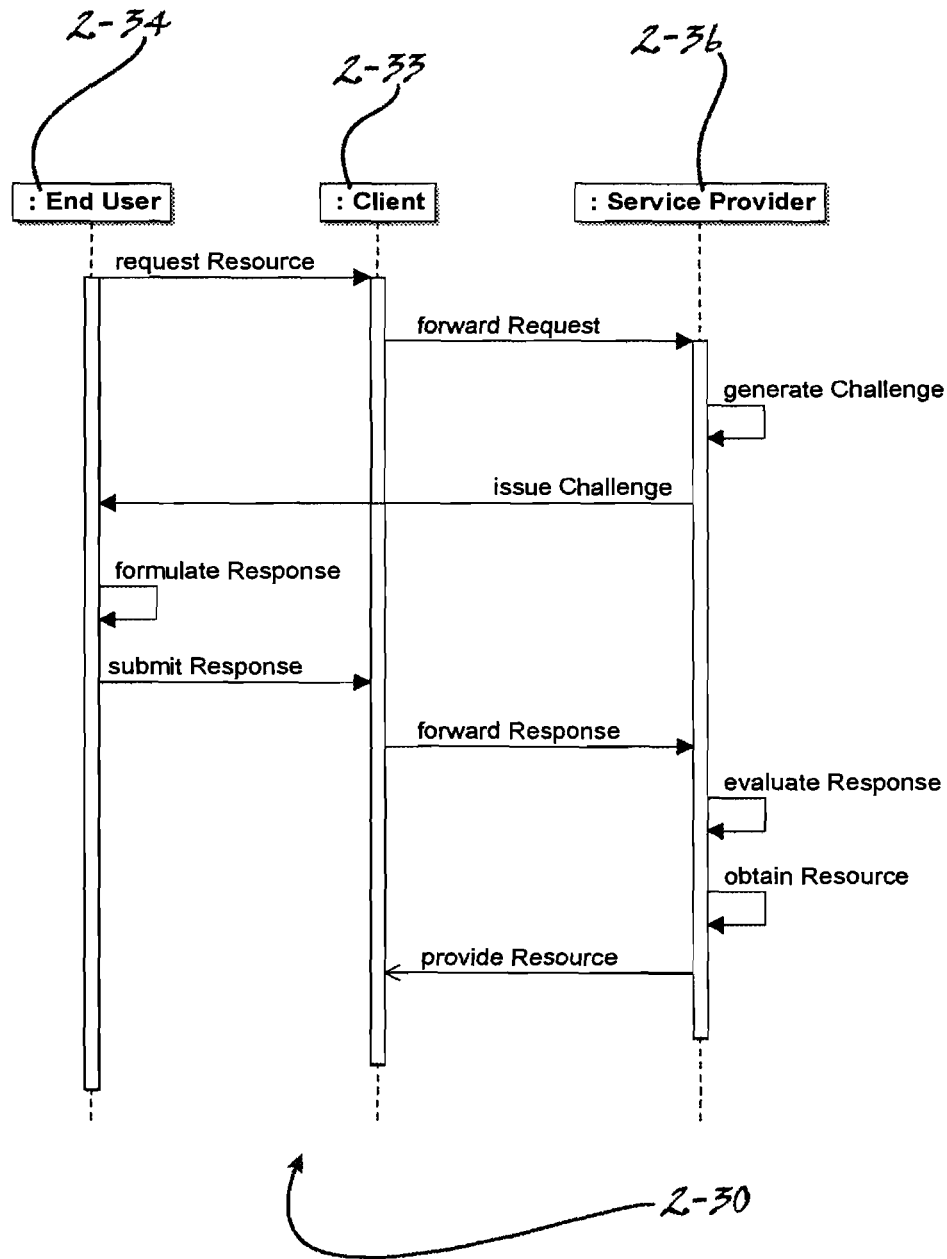 2-34
2-33
2-36
: End User
: Client
: Service Provider
request Resource
forward Request
generate Challenge
issue Challenge
formulate Response
submit Response
forward Response
evaluate Response
obtain Resource
provide Resource
2-30